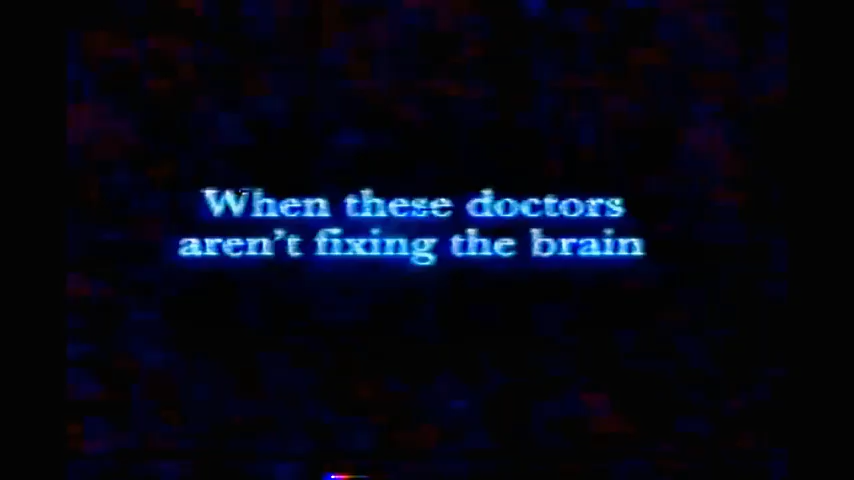 When these doctors
aren’t fixing the brain